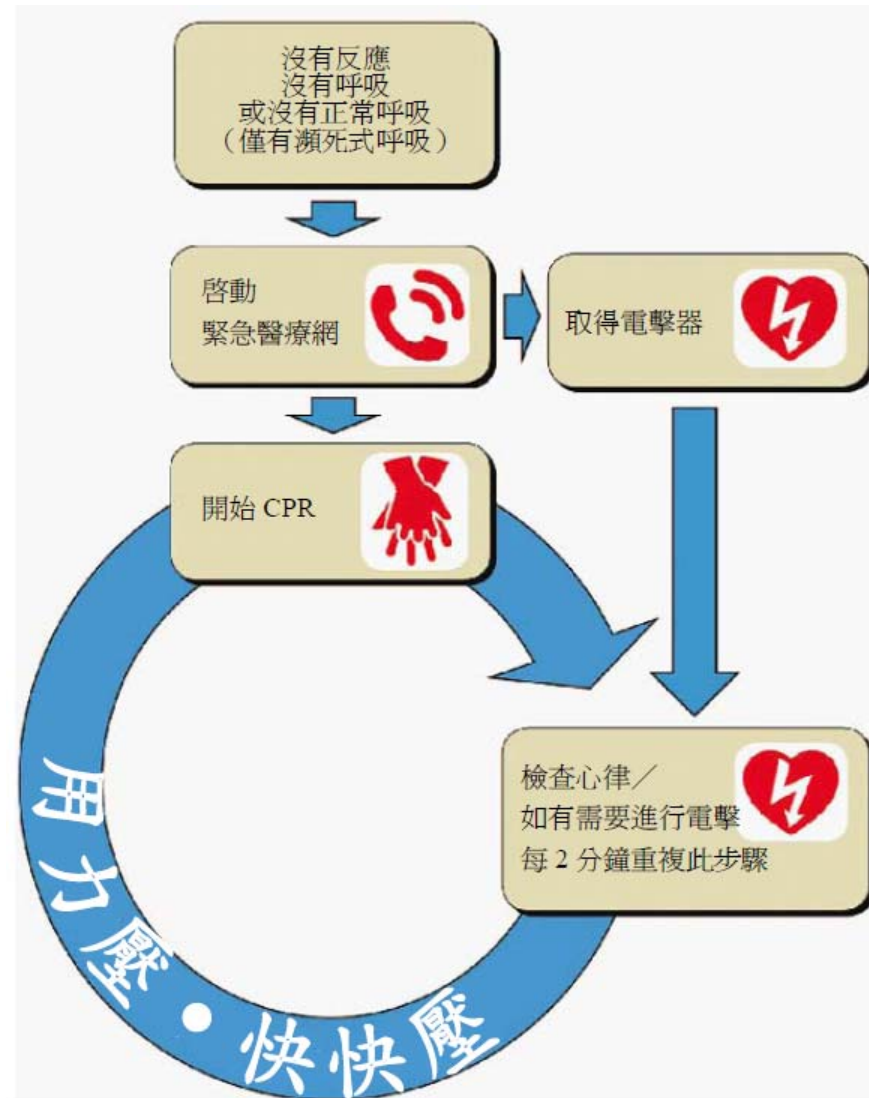 沒有反應
沒有呼吸
或沒有正常呼吸
（僅有瀕死式呼吸）
啓動
緊急醫療網
取得電擊器
開始 CPR
檢查心律／
如有需要進行電擊
每 2 分鐘重複此步驟
用力壓・快快壓